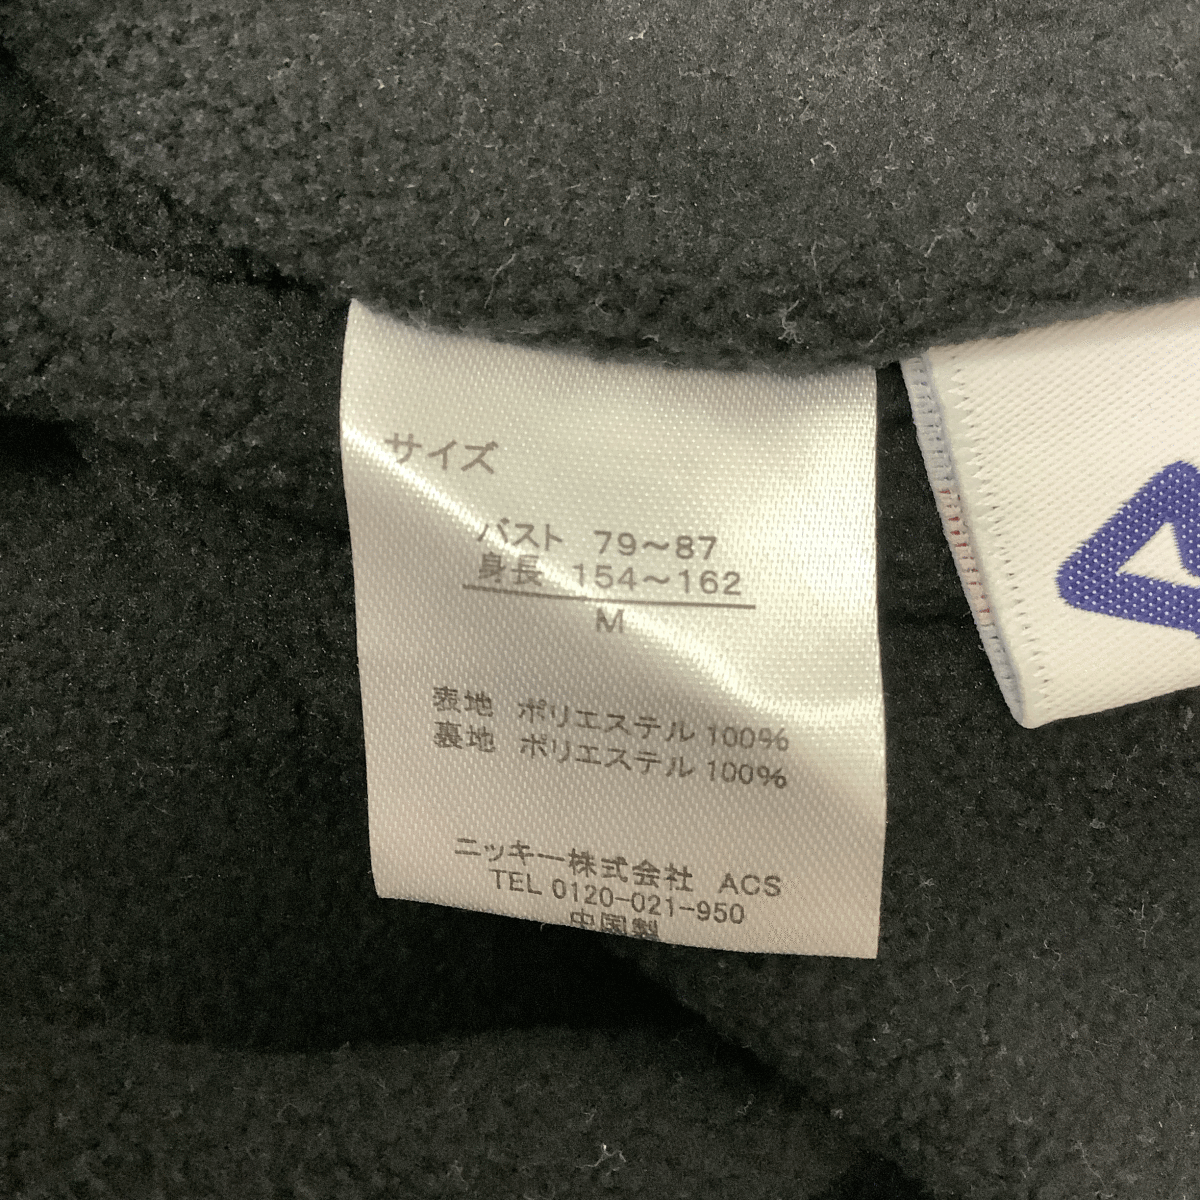 サイズ
バスト 79～87
身長 154～162
M
表地 ポリエステル 100%
裏地 ポリエステル 100%
ニッキー株式会社 ACS
TEL 0120-021-950
中国製